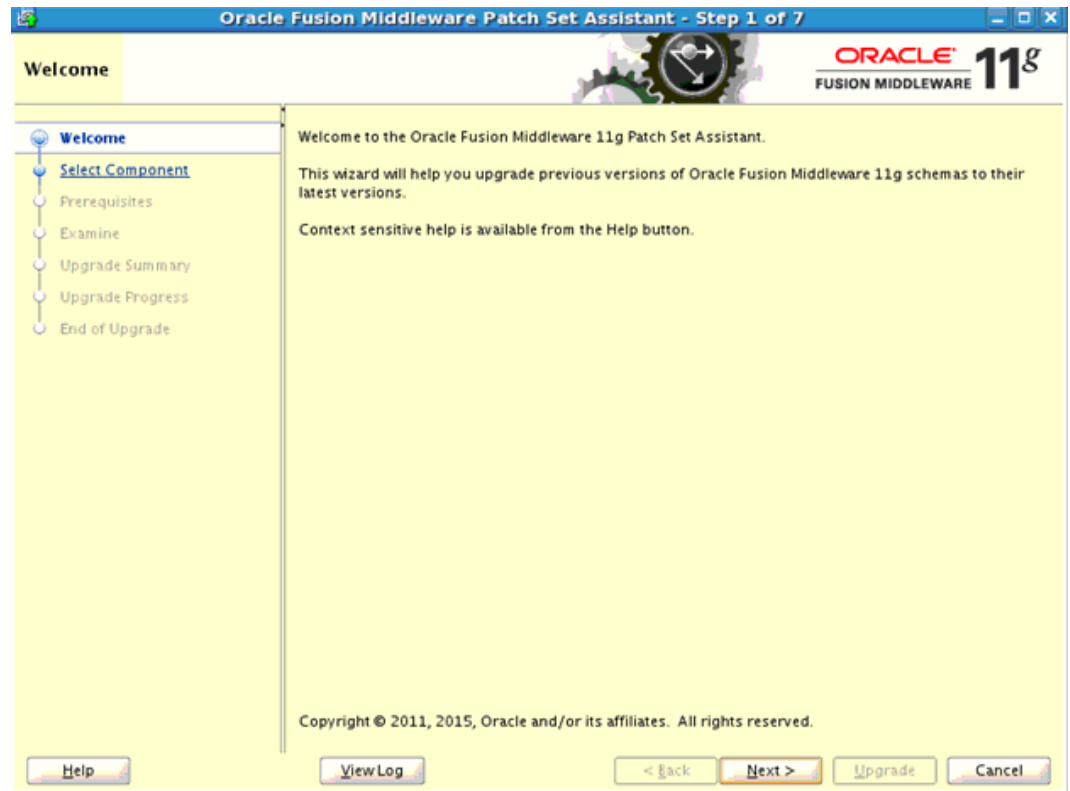 Oracle Fusion Middleware Patch Set Assistant - Step 1 of 7
Welcome
ORACLE
FUSION MIDDLEWARE
11g
Welcome
Select Component
Prerequisites
Examine
Upgrade Summary
Upgrade Progress
End of Upgrade
Welcome to the Oracle Fusion Middleware 11g Patch Set Assistant.
This wizard will help you upgrade previous versions of Oracle Fusion Middleware 11g schemas to their
latest versions.
Context sensitive help is available from the Help button.
Copyright © 2011, 2015, Oracle and/or its affiliates. All rights reserved.
Help
View Log
< Back
Next >
Upgrade
Cancel